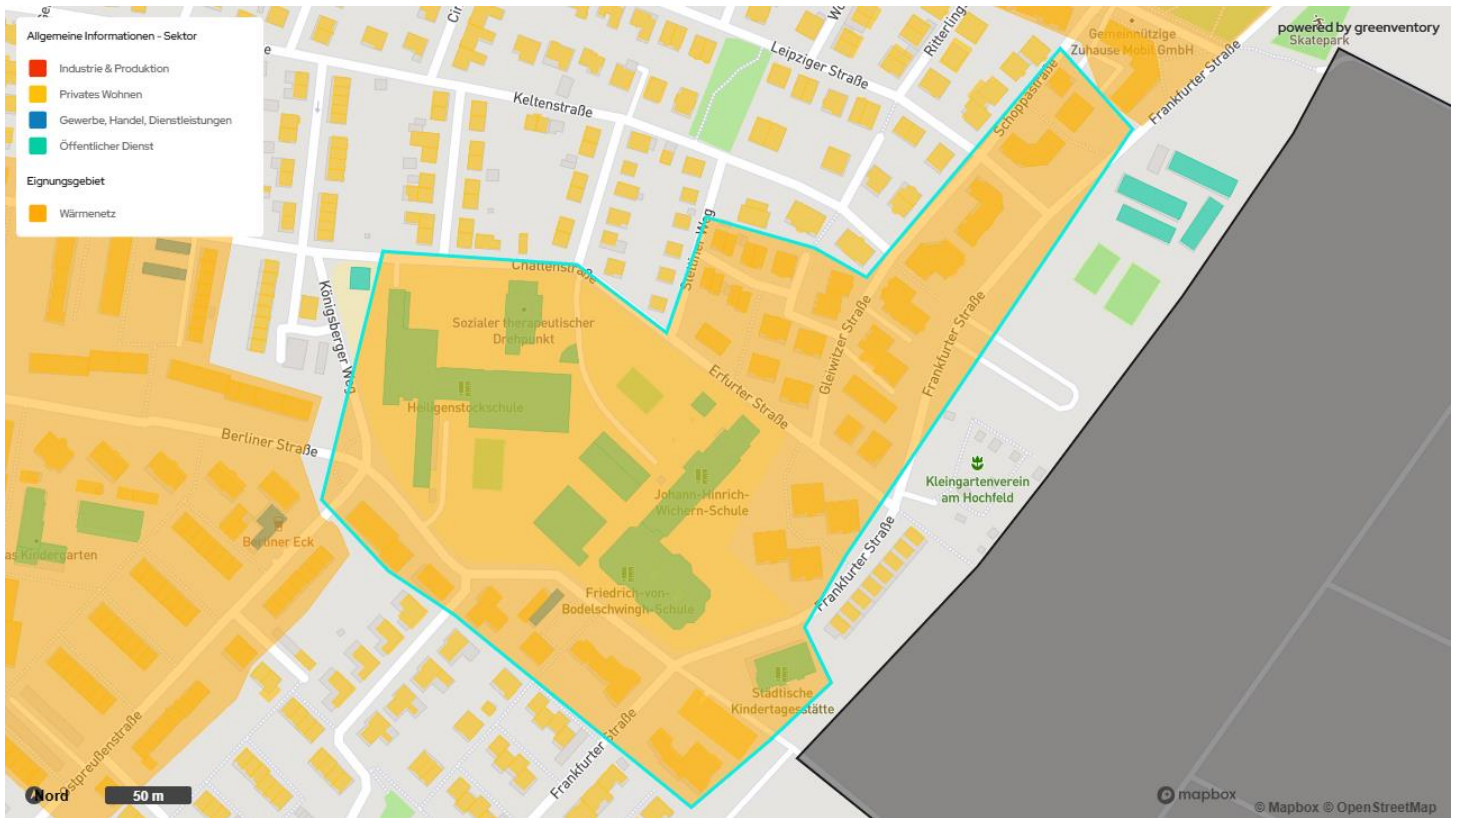 Allgemeine Informationen - Sektor
Industrie & Produktion
Privates Wohnen
Gewerbe, Handel, Dienstleistungen
Öffentlicher Dienst
Eignungsgebiet
Wärmenetz
powered by greenventory
Skatepark
Gemeinnützige
Zuhause Mobil GmbH
Frankfurter Straße
Schoppastraße
Leipziger Straße
Keltenstraße
Stettiner Weg
Chattenstraße
Königsberger Weg
Sozialer therapeutischer
Drehpunkt
Heiligenstockschule
Erfurter Straße
Gleiwitzer Straße
Frankfurter Straße
Berliner Straße
Johann-Hinrich-
Wichern-Schule
Kleingartenverein
am Hochfeld
Berliner Eck
as Kindergarten
Friedrich-von-
Bodelschwingh-Schule
Frankfurter Straße
Städtische
Kindertagesstätte
Frankfurter Straße
Ostpreußenstraße
Nord
50 m
mapbox
© Mapbox © OpenStreetMap